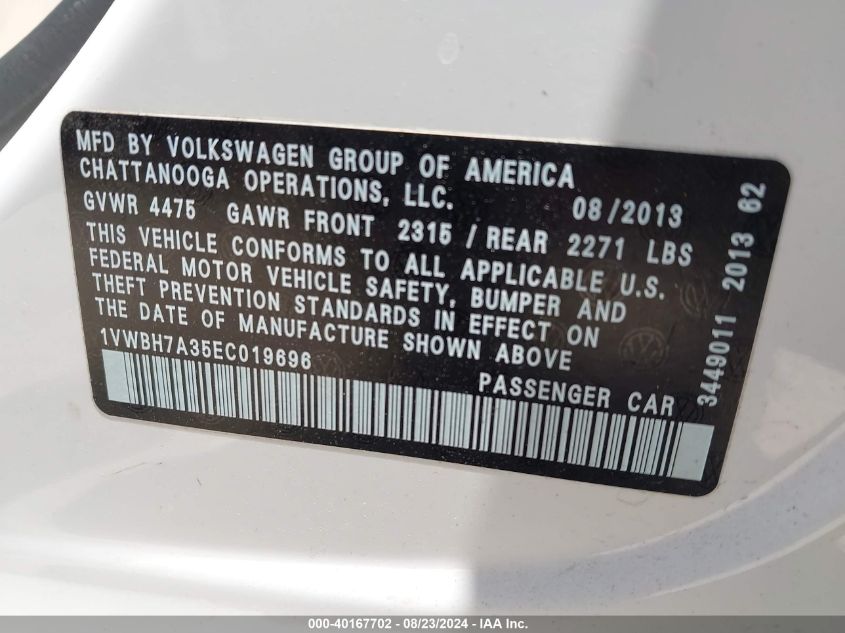 MFD BY VOLKSWAGEN GROUP OF AMERICA
CHATTANOOGA OPERATIONS, LLC. 08/2013
GVWR 4475 GAWR FRONT 2315 / REAR 2271 LBS
THIS VEHICLE CONFORMS TO ALL APPLICABLE U.S.
FEDERAL MOTOR VEHICLE SAFETY, BUMPER AND
THEFT PREVENTION STANDARDS IN EFFECT ON
THE DATE OF MANUFACTURE SHOWN ABOVE
1VWBH7A35EC019696
PASSENGER CAR
3449011 2013 62
000-40167702 - 08/23/2024 - IAA Inc.